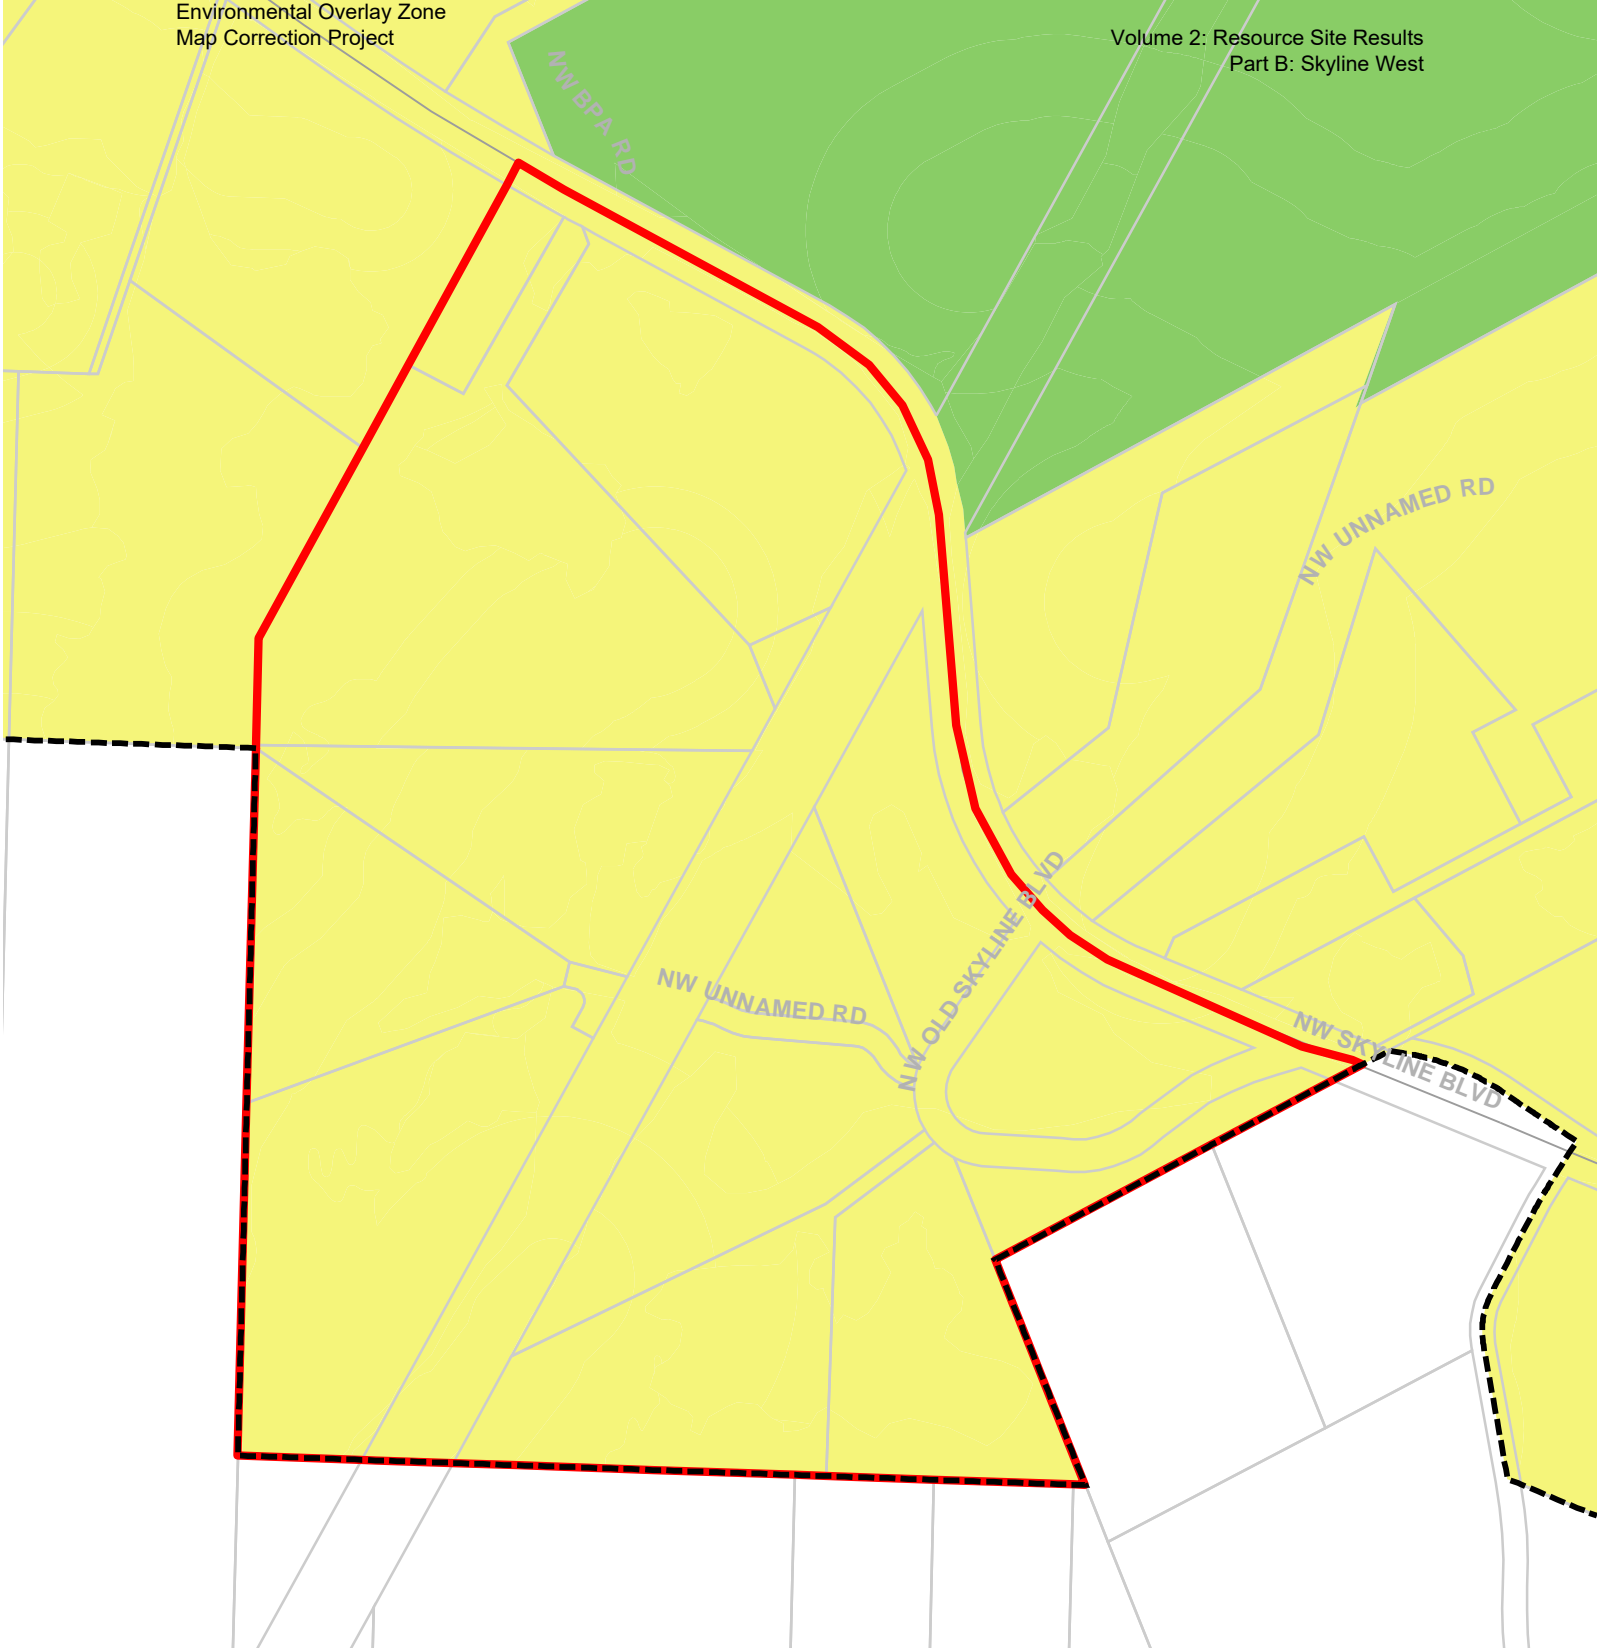 Environmental Overlay Zone
Map Correction Project
Volume 2: Resource Site Results
Part B: Skyline West
NW BPA RD
NW UNNAMED RD
NW OLD SKYLINE BLVD
NW UNNAMED RD
NW SKYLINE BLVD